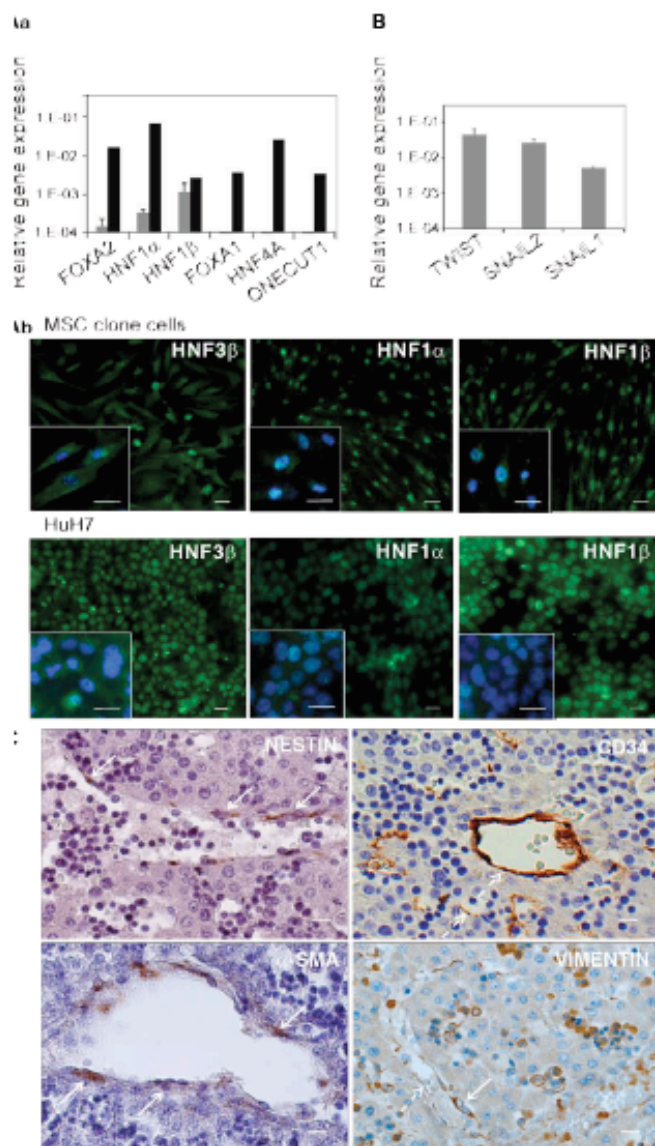 Aa
B
Relative gene expression
1 E-01
1 E-02
1 E-03
1 E-04
FOXA2
HNF1α
HNF1β
FOXA1
HNF4A
ONECUT1
Relative gene expression
1 E-01
1 E-02
1 E-03
1 E-04
TWIST
SNAIL2
SNAIL1
Ab MSC clone cells
HNF3β
HNF1α
HNF1β
HuH7
HNF3β
HNF1α
HNF1β
C
NESTIN
CD34
α-SMA
VIMENTIN